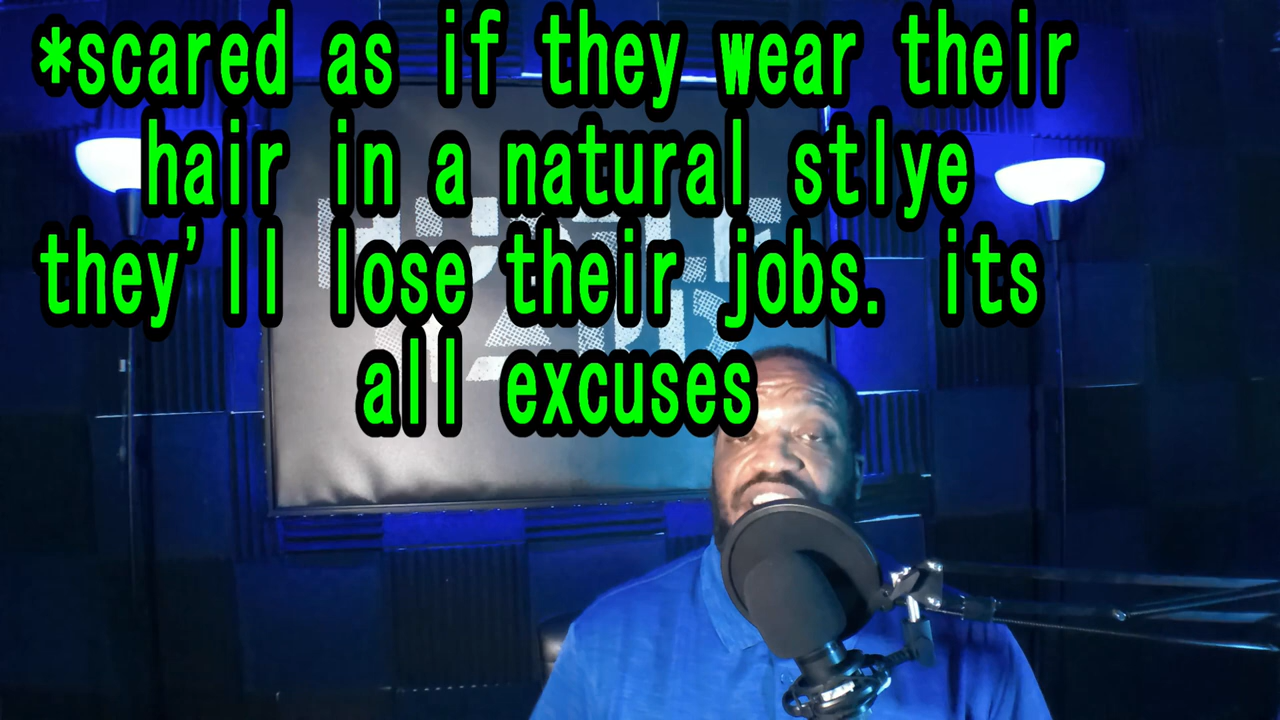 *scared as if they wear their
hair in a natural stlye
they'll lose their jobs. its
all excuses